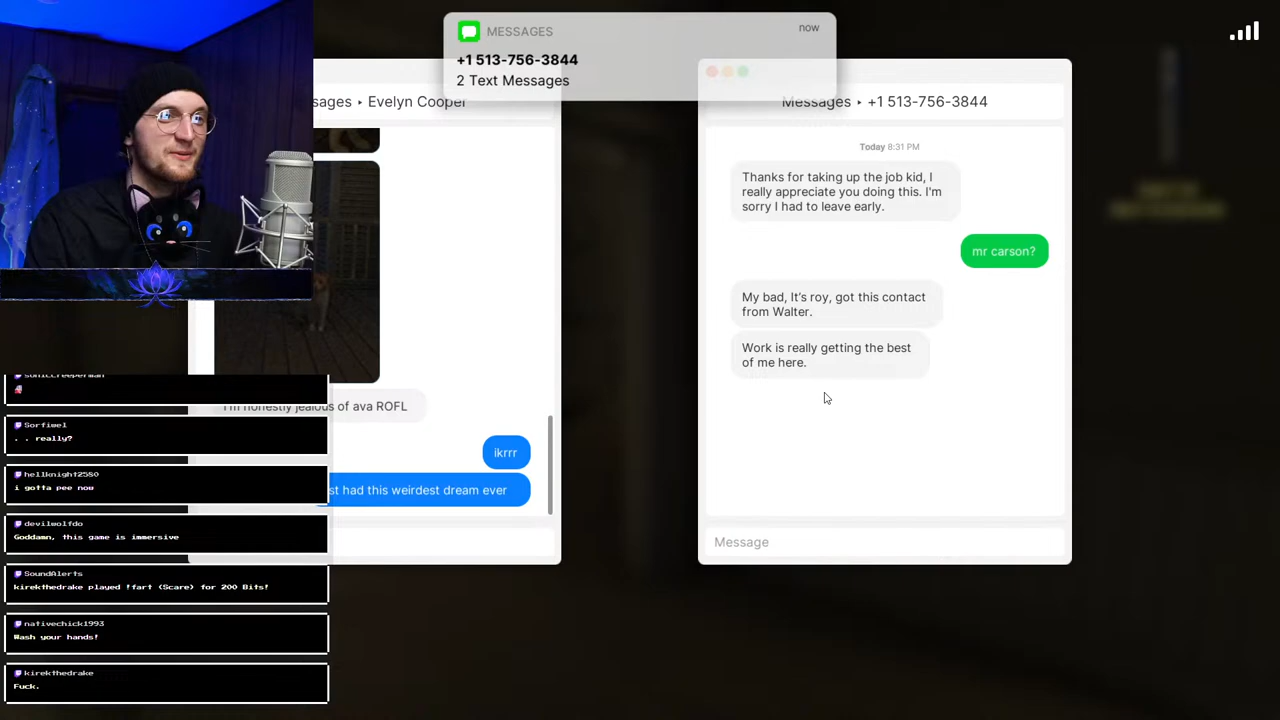 MESSAGES
now
+1 513-756-3844
2 Text Messages
sages ▸ Evelyn Cooper
I'm honestly jealous of ava ROFL
ikrrr
st had this weirdest dream ever
Messages ▸ +1 513-756-3844
Today 8:31 PM
Thanks for taking up the job kid, I
really appreciate you doing this. I'm
sorry I had to leave early.
mr carson?
My bad, It's roy, got this contact
from Walter.
Work is really getting the best
of me here.
Message
soniccreeperman
Sorfiwel
. . really?
hellknight2580
i gotta pee now
devilwolfdo
Goddamn, this game is immersive
SoundAlerts
kirekthedrake played !fart (Scare) for 200 Bits!
nativechick1993
Wash your hands!
kirekthedrake
Fuck.